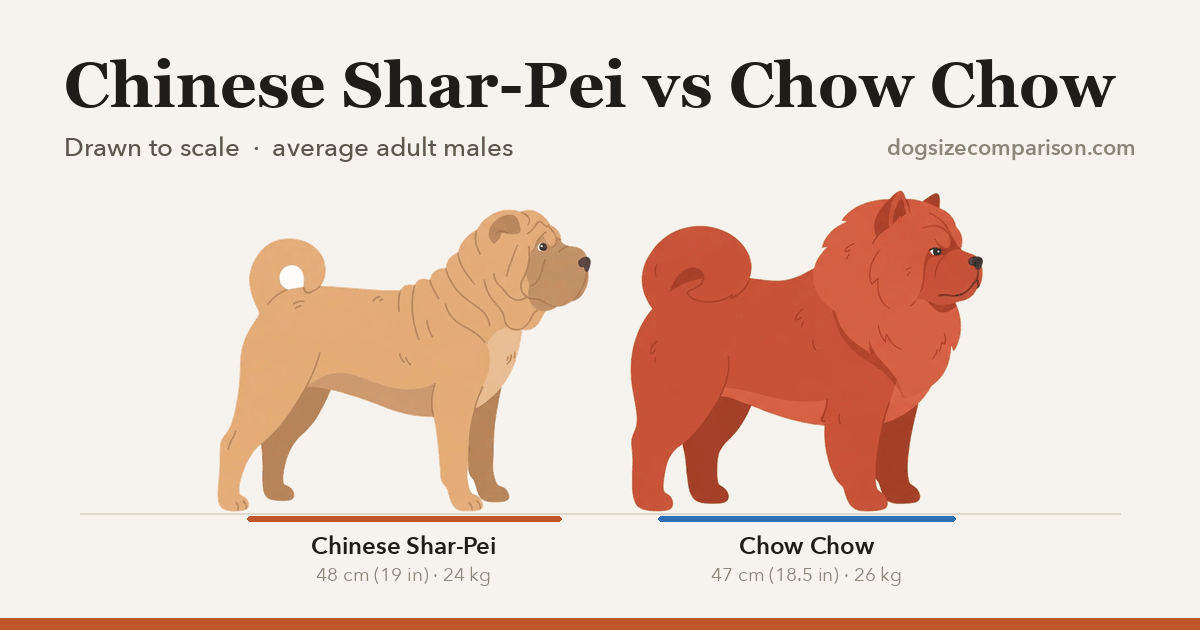 Chinese Shar-Pei vs Chow Chow
Drawn to scale · average adult males
dogsizecomparison.com
Chinese Shar-Pei
48 cm (19 in) · 24 kg
Chow Chow
47 cm (18.5 in) · 26 kg